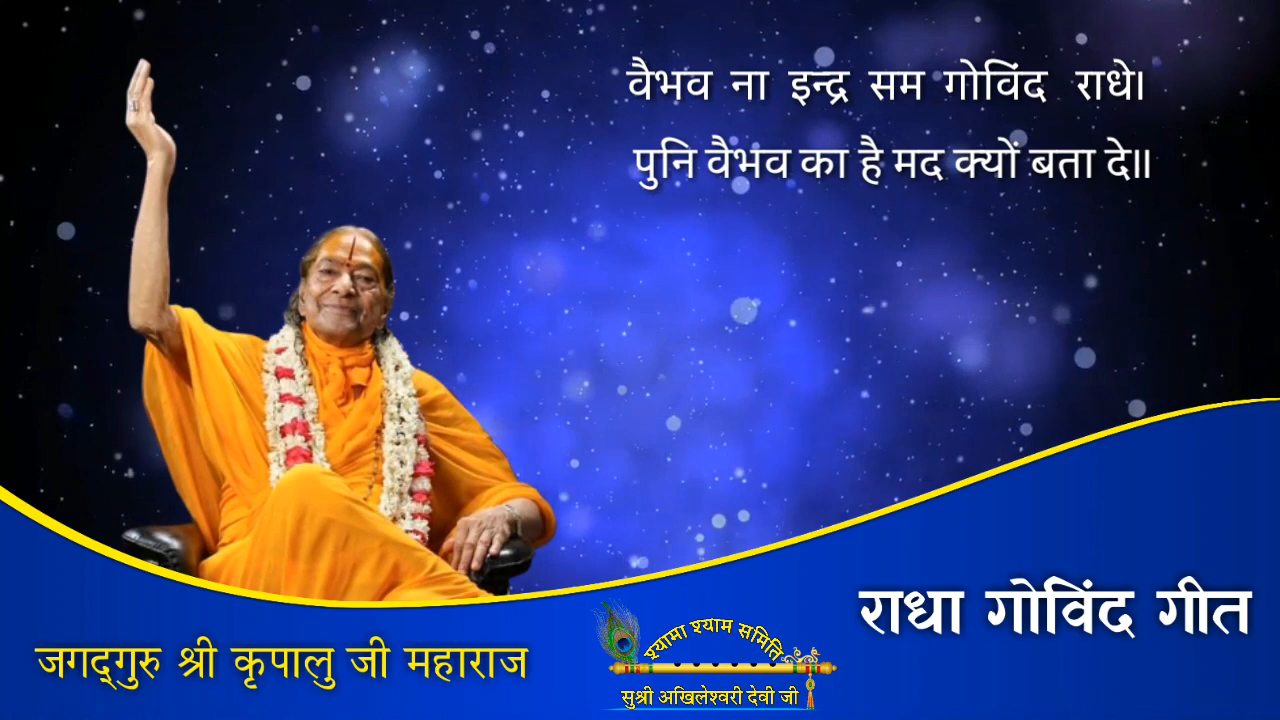 वैभव ना इन्द्र सम गोविंद राधे।
पुनि वैभव का है मद क्यों बता दे॥
राधा गोविंद गीत
जगद्गुरु श्री कृपालु जी महाराज
श्यामा श्याम समिति
सुश्री अखिलेश्वरी देवी जी